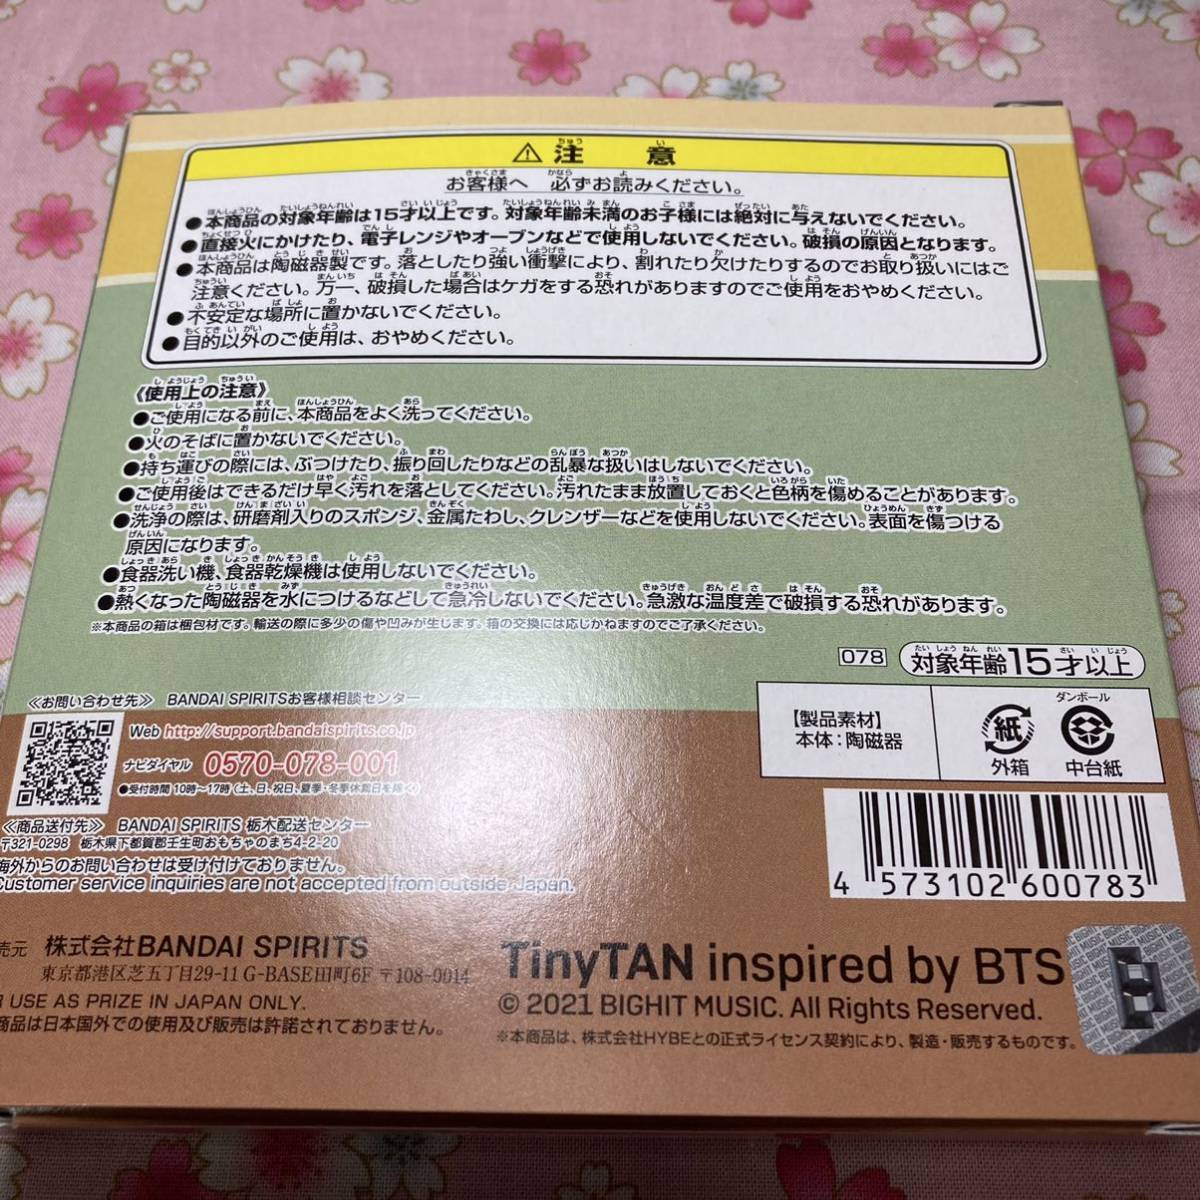 ⚠注意
お客様へ 必ずお読みください。
●本商品の対象年齢は15才以上です。対象年齢未満のお子様には絶対に与えないでください。
●直接火にかけたり、電子レンジやオーブンなどで使用しないでください。破損の原因となります。
●本商品は陶磁器製です。落としたり強い衝撃により、割れたり欠けたりするのでお取り扱いにはご
注意ください。万一、破損した場合はケガをする恐れがありますのでご使用をおやめください。
●不安定な場所に置かないでください。
●目的以外のご使用は、おやめください。
《使用上の注意》
●ご使用になる前に、本商品をよく洗ってください。
●火のそばに置かないでください。
●持ち運びの際には、ぶつけたり、振り回したりなどの乱暴な扱いはしないでください。
●ご使用後はできるだけ早く汚れを落としてください。汚れたまま放置しておくと色柄を傷めることがあります。
●洗浄の際は、研磨剤入りのスポンジ、金属たわし、クレンザーなどを使用しないでください。表面を傷つける
原因になります。
●食器洗い機、食器乾燥機は使用しないでください。
●熱くなった陶磁器を水につけるなどして急冷しないでください。急激な温度差で破損する恐れがあります。
※本商品の箱は梱包材です。輸送の際に多少の傷や凹みが生じます。箱の交換には応じかねますのでご了承ください。
078 対象年齢15才以上
≪お問い合わせ先≫ BANDAI SPIRITSお客様相談センター
Web http://support.bandaispirits.co.jp
ナビダイヤル 0570-078-001
●受付時間 10時〜17時(土、日、祝日、夏季・冬季休業日を除く)
≪商品送付先≫ BANDAI SPIRITS 栃木配送センター
〒321-0298 栃木県下都賀郡壬生町おもちゃのまち4-2-20
海外からのお問い合わせは受け付けておりません。
Customer service inquiries are not accepted from outside Japan.
【製品素材】
本体：陶磁器
紙
外箱
ダンボール
中台紙
4 573102 600783
売元 株式会社BANDAI SPIRITS
東京都港区芝五丁目29-11 G-BASE田町6F 〒108-0014
R USE AS PRIZE IN JAPAN ONLY.
商品は日本国外での使用及び販売は許諾されておりません。
TinyTAN inspired by BTS
© 2021 BIGHIT MUSIC. All Rights Reserved.
※本商品は、株式会社HYBEとの正式ライセンス契約により、製造・販売するものです。